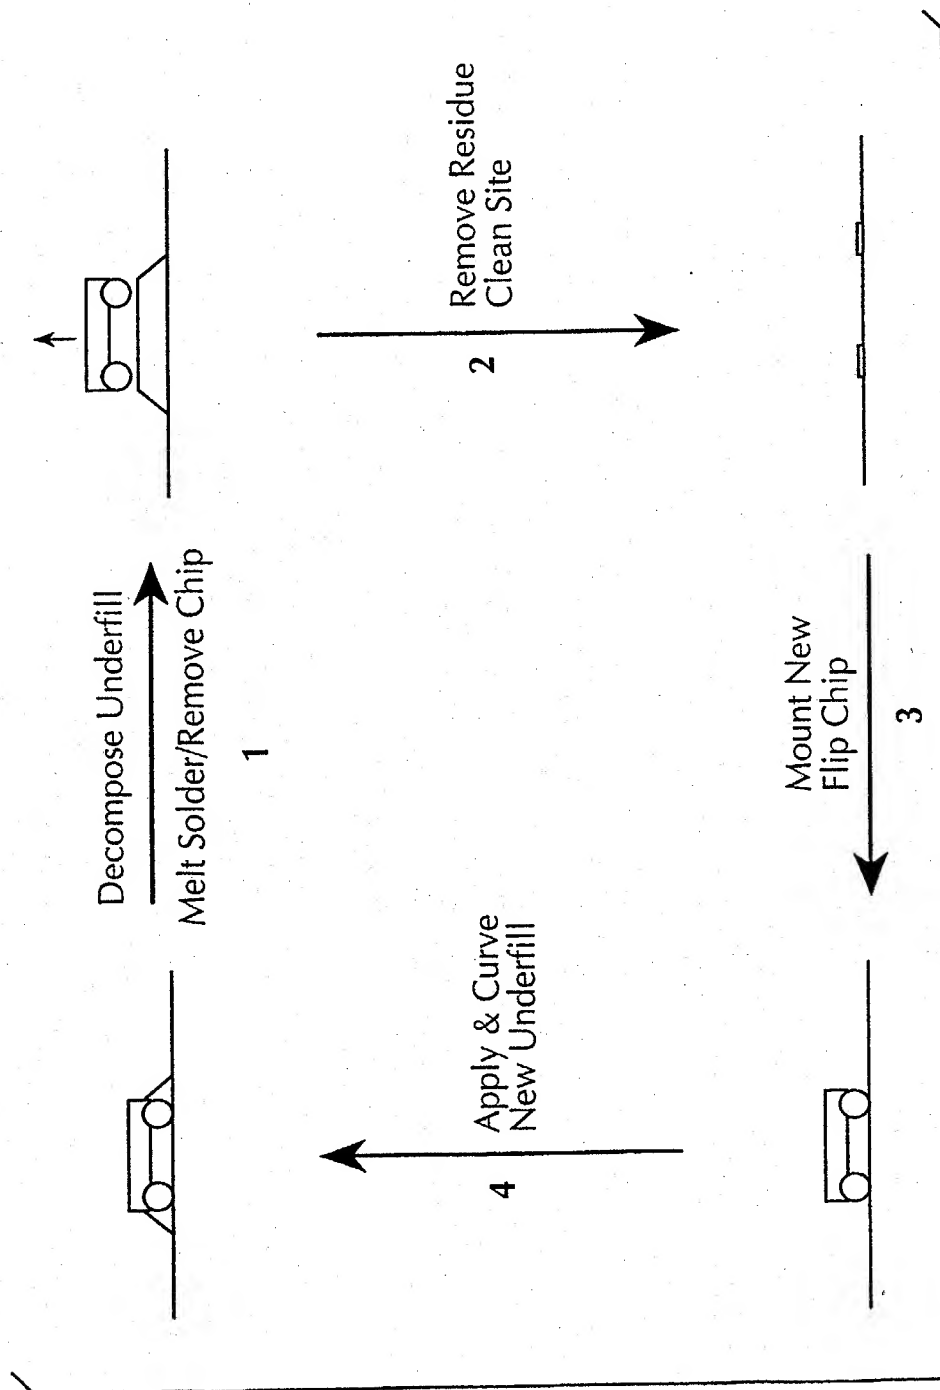 Decompose Underfill
Melt Solder/Remove Chip
1
Remove Residue
Clean Site
2
Mount New
Flip Chip
3
Apply & Curve
New Underfill
4